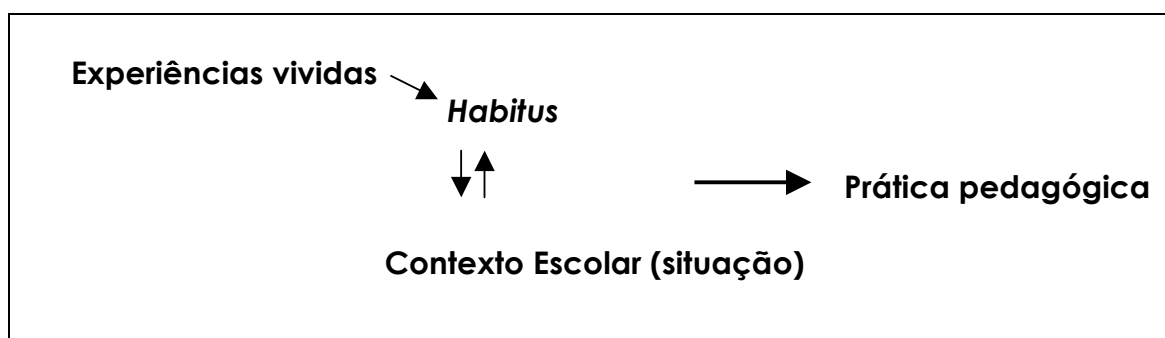 Experiências vividas
Habitus
Prática pedagógica
Contexto Escolar (situação)